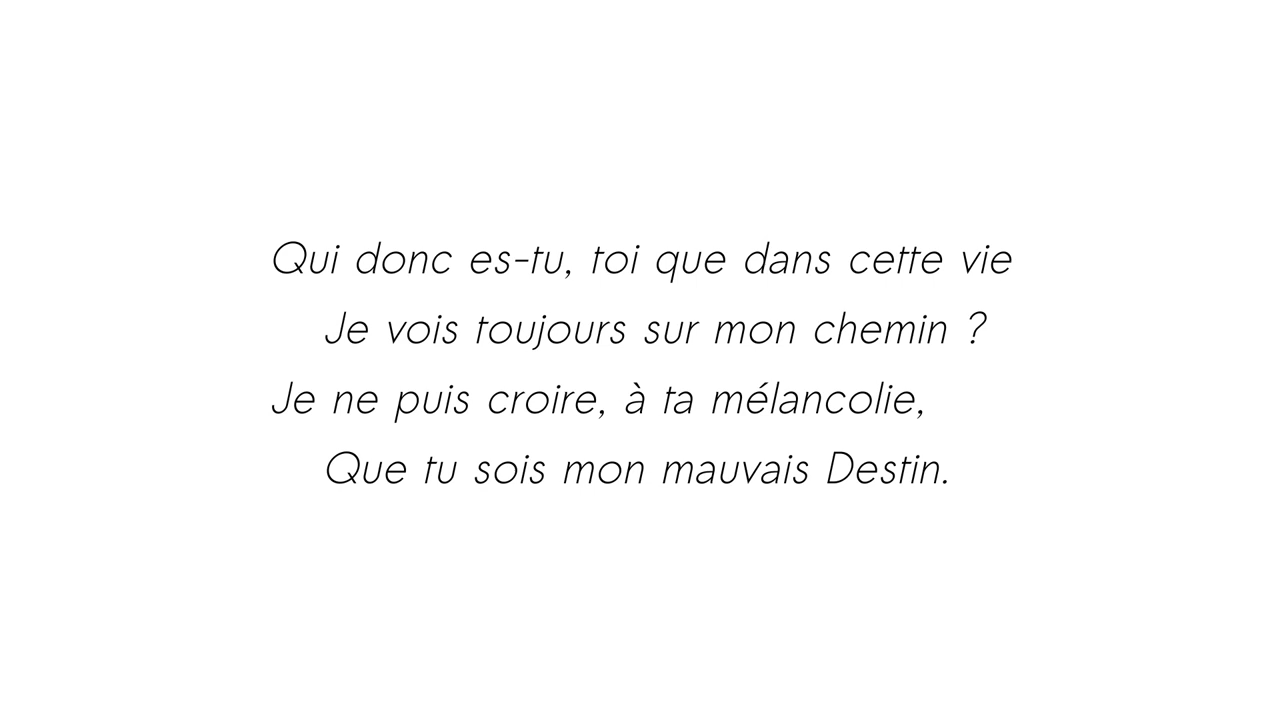 Qui donc es-tu, toi que dans cette vie
Je vois toujours sur mon chemin ?
Je ne puis croire, à ta mélancolie,
Que tu sois mon mauvais Destin.